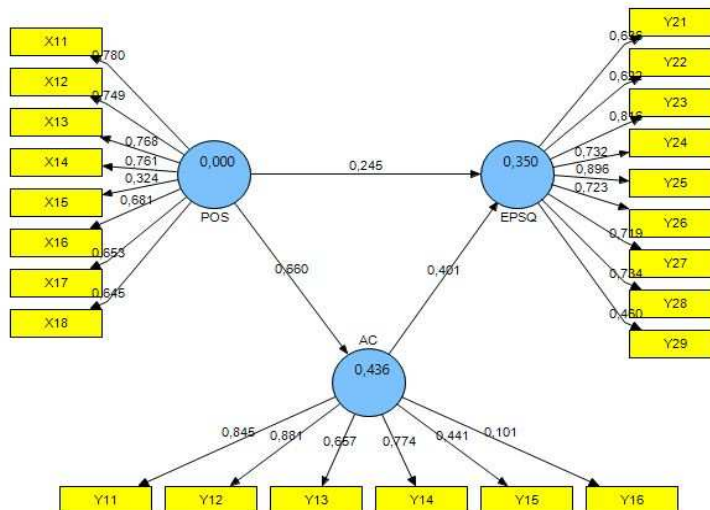 X11
0,780
X12
0,749
X13
0,768
X14
0,761
X15
0,324
X16
0,681
X17
0,653
X18
0,645
0,000
POS
0,245
0,660
0,401
0,350
EPSQ
Y21
Y22
Y23
0,816
Y24
0,732
Y25
0,896
Y26
0,723
Y27
0,719
Y28
0,734
Y29
0,460
AC
0,436
0,845
0,881
0,774
0,441
0,101
Y11
Y12
Y13
Y14
Y15
Y16